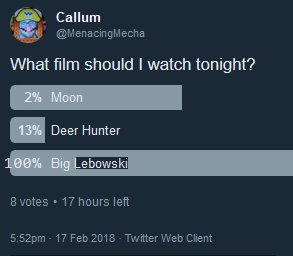 Callum
@MenacingMecha
What film should I watch tonight?
2% Moon
13% Deer Hunter
100% Big Lebowski
8 votes • 17 hours left
5:52pm · 17 Feb 2018 · Twitter Web Client